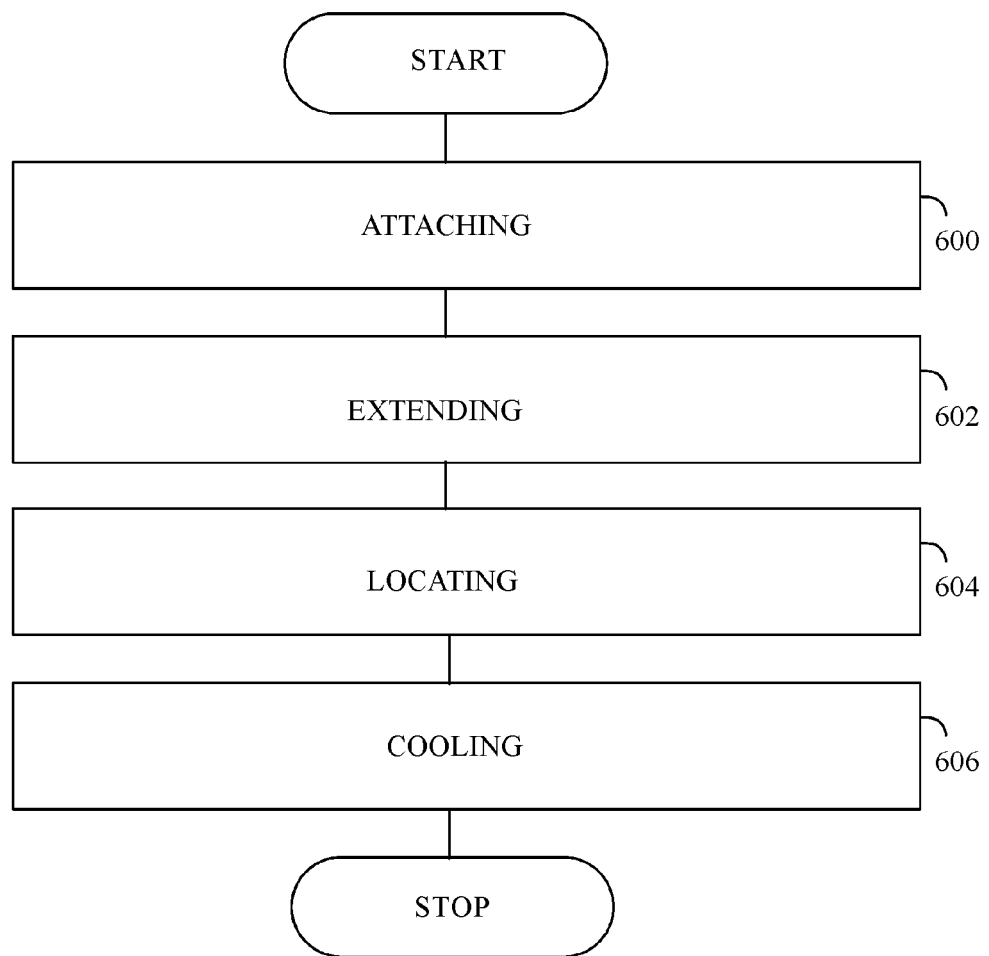 START
ATTACHING
600
EXTENDING
602
LOCATING
604
COOLING
606
STOP